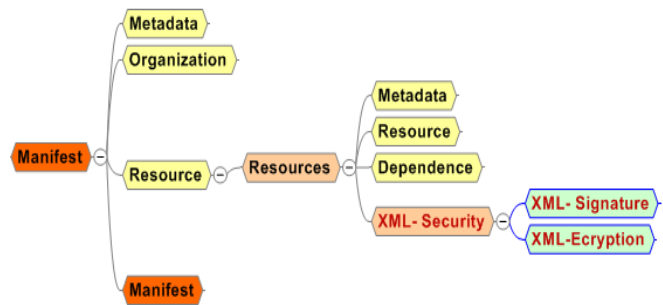 Manifest
Metadata
Organization
Resource
Manifest
Resources
Metadata
Resource
Dependence
XML- Security
XML- Signature
XML-Ecryption